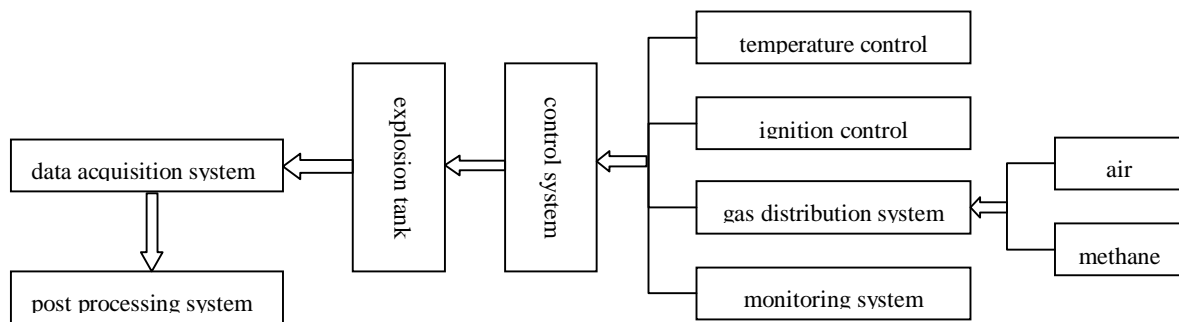 temperature control
ignition control
gas distribution system
monitoring system
air
methane
control system
explosion tank
data acquisition system
post processing system